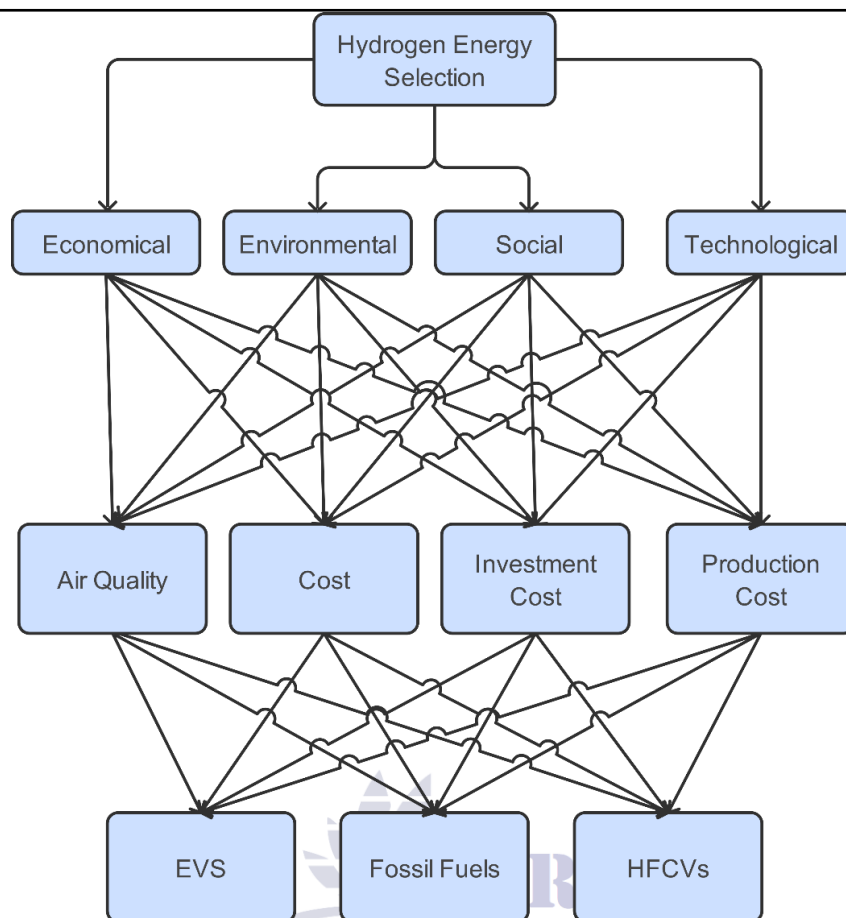 Hydrogen Energy
Selection
Economical
Environmental
Social
Technological
Air Quality
Cost
Investment
Cost
Production
Cost
EVS
Fossil Fuels
HFCVs
R